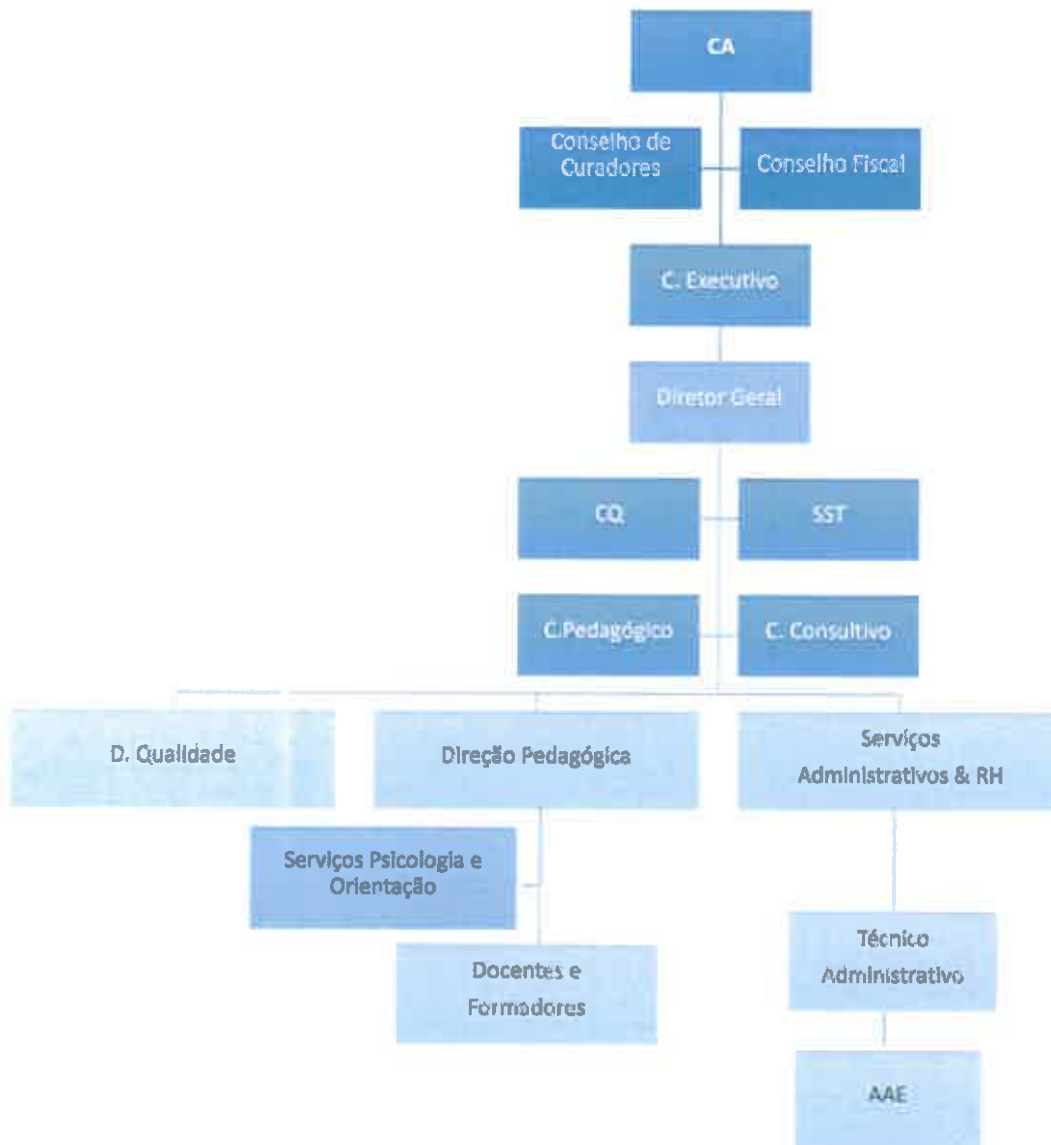 CA
Conselho de
Curadores
Conselho Fiscal
C. Executivo
Diretor Geral
CQ
SST
C.Pedagógico
C. Consultivo
D. Qualidade
Direção Pedagógica
Serviços
Administrativos & RH
Serviços Psicologia e
Orientação
Docentes e
Formadores
Técnico
Administrativo
AAE